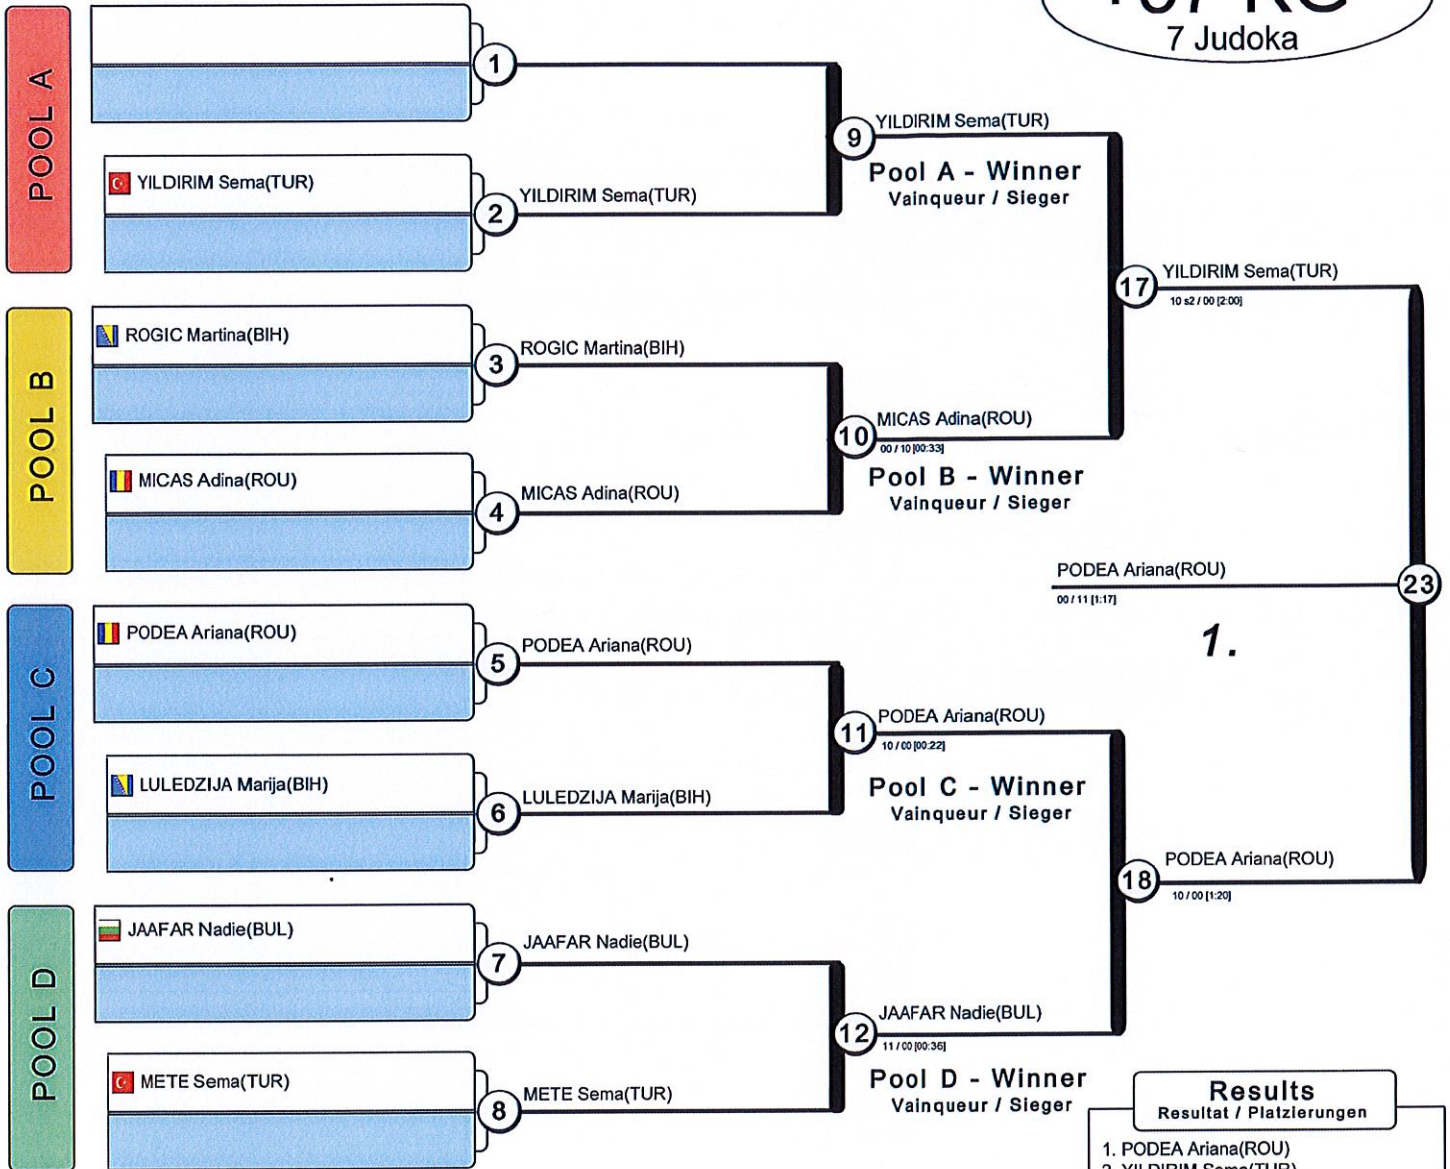 7 Judoka
POOL A
1
YILDIRIM Sema(TUR)
2
YILDIRIM Sema(TUR)
9
YILDIRIM Sema(TUR)
Pool A - Winner
Vainqueur / Sieger
POOL B
ROGIC Martina(BIH)
3
ROGIC Martina(BIH)
MICAS Adina(ROU)
4
MICAS Adina(ROU)
10
MICAS Adina(ROU)
00 / 10 [00:33]
Pool B - Winner
Vainqueur / Sieger
17
YILDIRIM Sema(TUR)
10 s2 / 00 [2:00]
POOL C
PODEA Ariana(ROU)
5
PODEA Ariana(ROU)
LULEDZIJA Marija(BIH)
6
LULEDZIJA Marija(BIH)
11
PODEA Ariana(ROU)
10 / 00 [00:22]
Pool C - Winner
Vainqueur / Sieger
POOL D
JAAFAR Nadie(BUL)
7
JAAFAR Nadie(BUL)
METE Sema(TUR)
8
METE Sema(TUR)
12
JAAFAR Nadie(BUL)
11 / 00 [00:36]
Pool D - Winner
Vainqueur / Sieger
18
PODEA Ariana(ROU)
10 / 00 [1:20]
PODEA Ariana(ROU)
23
00 / 11 [1:17]
1.
Results
Resultat / Platzierungen
1. PODEA Ariana(ROU)
2. YILDIRIM Sema(TUR)